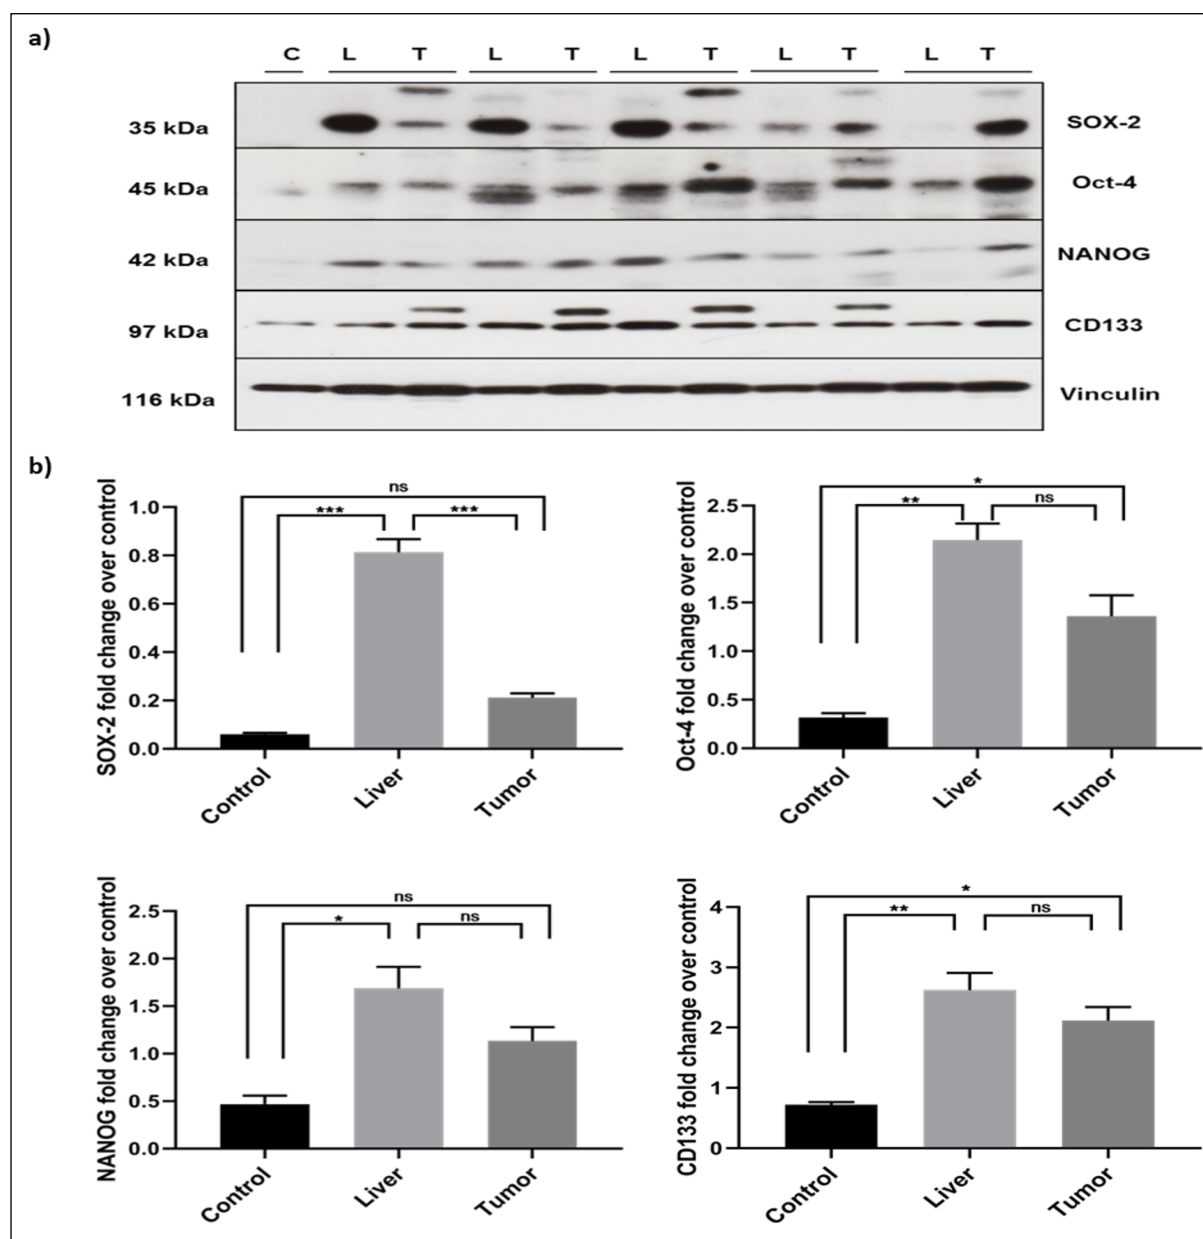 a)
C L T L T L T L T L T
35 kDa SOX-2
45 kDa Oct-4
42 kDa NANOG
97 kDa CD133
116 kDa Vinculin
b)
SOX-2 fold change over control
1.0
0.8
0.6
0.4
0.2
0.0
ns
*** ***
Control Liver Tumor
Oct-4 fold change over control
2.5
2.0
1.5
1.0
0.5
0.0
*
** ns
Control Liver Tumor
NANOG fold change over control
2.5
2.0
1.5
1.0
0.5
0.0
ns
* ns
Control Liver Tumor
CD133 fold change over control
4
3
2
1
0
*
** ns
Control Liver Tumor